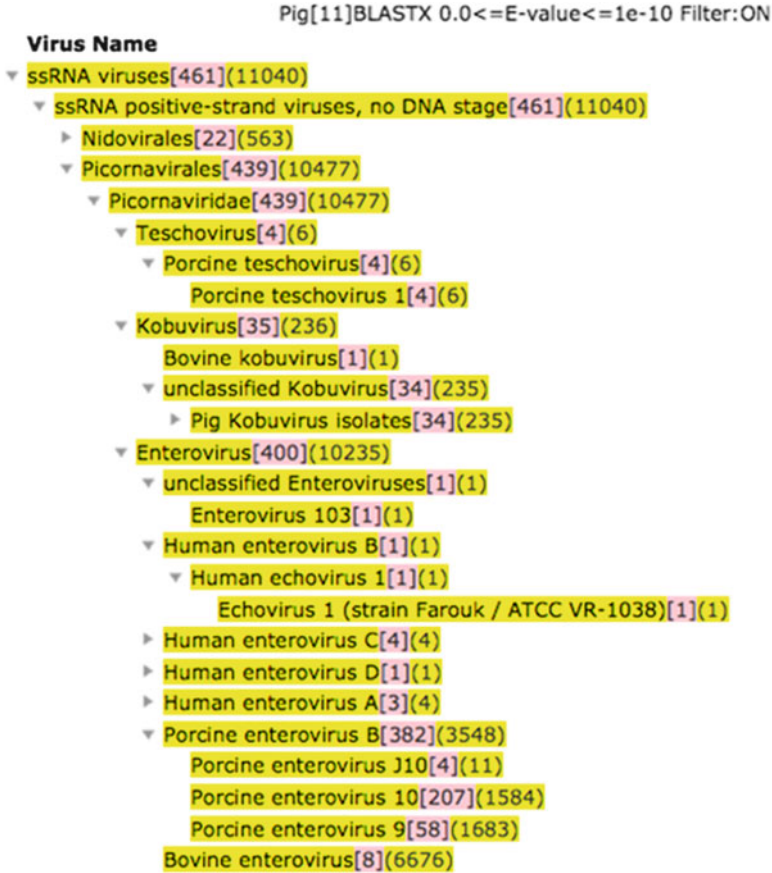 Pig[11]BLASTX 0.0<=E-value<=1e-10 Filter:ON
Virus Name
ssRNA viruses[461](11040)
ssRNA positive-strand viruses, no DNA stage[461](11040)
Nidovirales[22](563)
Picornavirales[439](10477)
Picornaviridae[439](10477)
Teschovirus[4](6)
Porcine teschovirus[4](6)
Porcine teschovirus 1[4](6)
Kobuvirus[35](236)
Bovine kobuvirus[1](1)
unclassified Kobuvirus[34](235)
Pig Kobuvirus isolates[34](235)
Enterovirus[400](10235)
unclassified Enteroviruses[1](1)
Enterovirus 103[1](1)
Human enterovirus B[1](1)
Human echovirus 1[1](1)
Echovirus 1 (strain Farouk / ATCC VR-1038)[1](1)
Human enterovirus C[4](4)
Human enterovirus D[1](1)
Human enterovirus A[3](4)
Porcine enterovirus B[382](3548)
Porcine enterovirus J10[4](11)
Porcine enterovirus 10[207](1584)
Porcine enterovirus 9[58](1683)
Bovine enterovirus[8](6676)